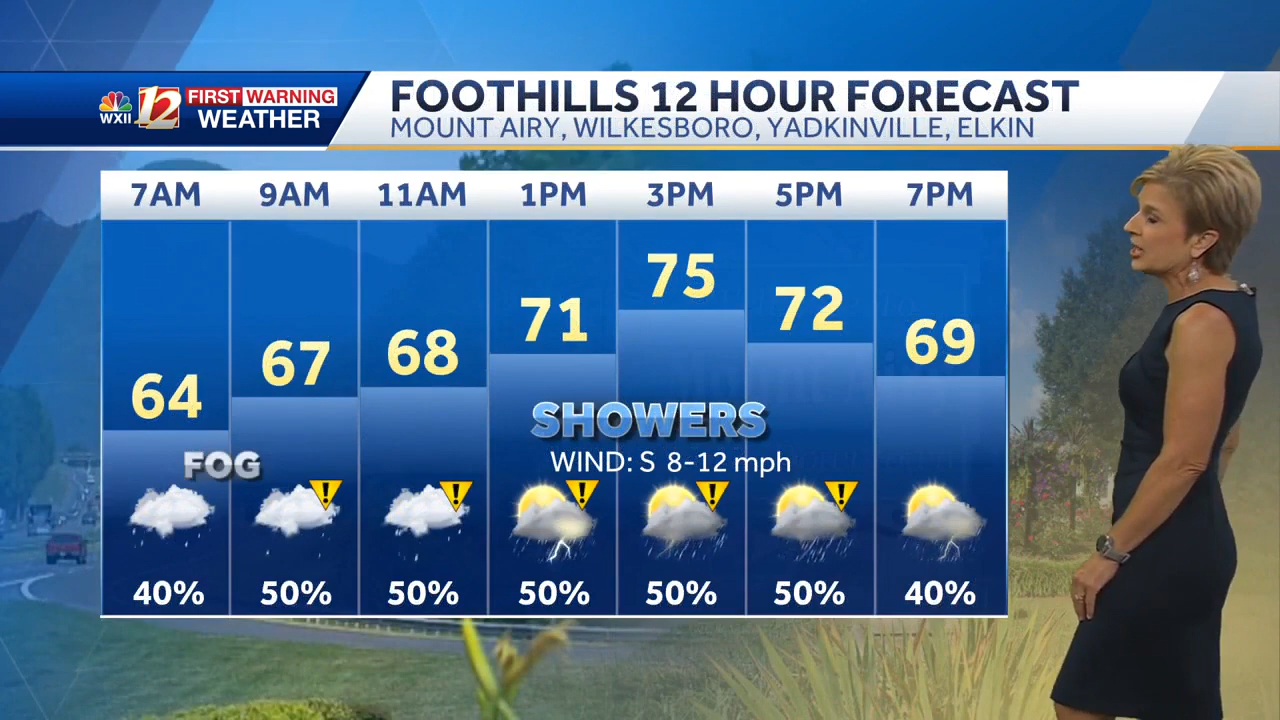 WXII 12 FIRST WARNING
WEATHER
FOOTHILLS 12 HOUR FORECAST
MOUNT AIRY, WILKESBORO, YADKINVILLE, ELKIN
7AM 9AM 11AM 1PM 3PM 5PM 7PM
64 67 68 71 75 72 69
SHOWERS
FOG
WIND: S 8-12 mph
! ! ! ! !
40% 50% 50% 50% 50% 50% 40%